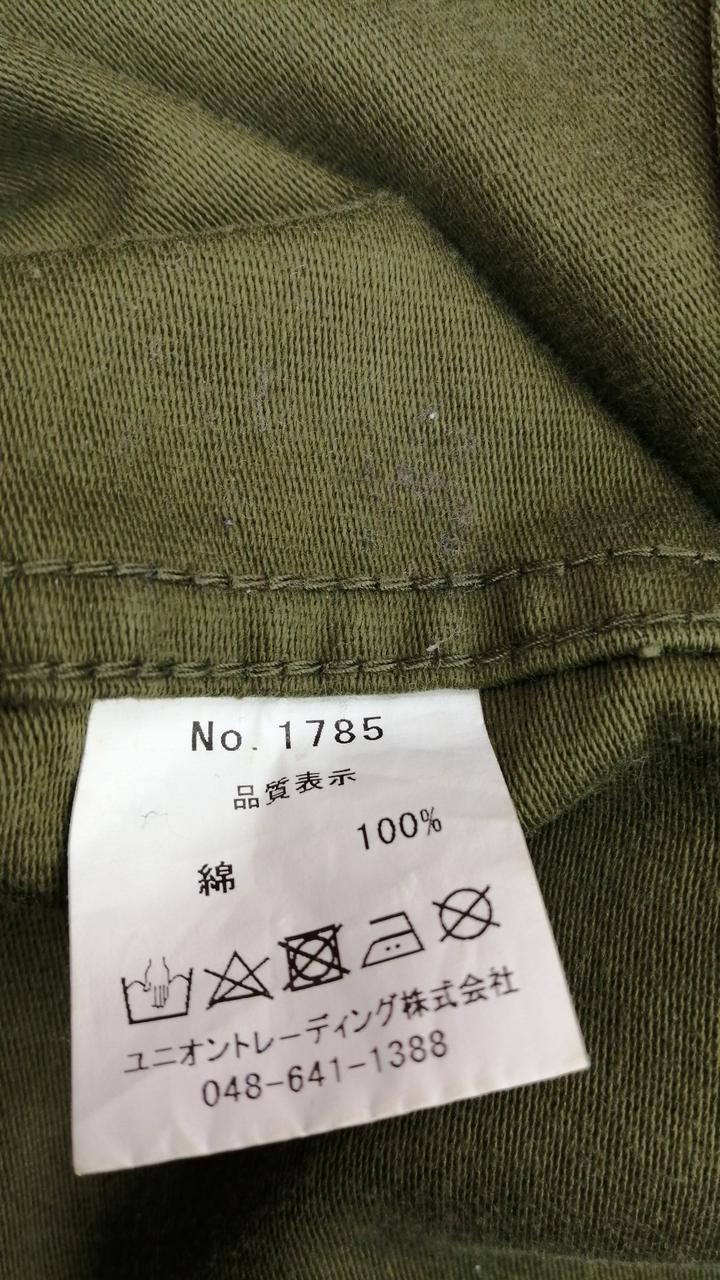 No. 1785
品質表示
綿 100%
ユニオントレーディング株式会社
048-641-1388